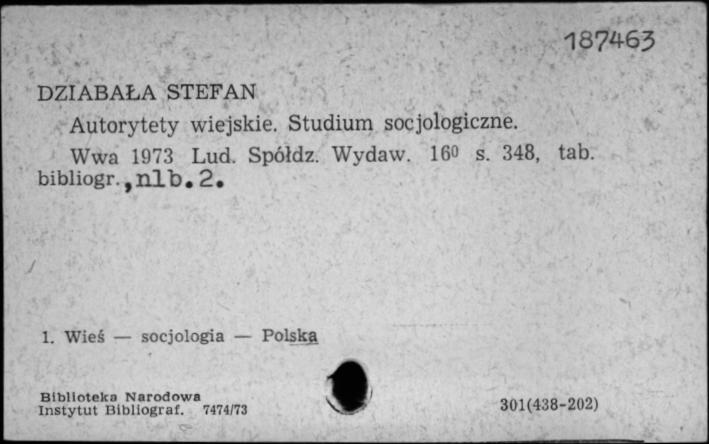 187463
DZIABAŁA STEFAN
Autorytety wiejskie. Studium socjologiczne.
Wwa 1973 Lud. Spółdz. Wydaw. 16⁰ s. 348, tab.
bibliogr., nlb. 2.
1. Wieś — socjologia — Polska
Biblioteka Narodowa
Instytut Bibliograf. 7474/73
301(438-202)